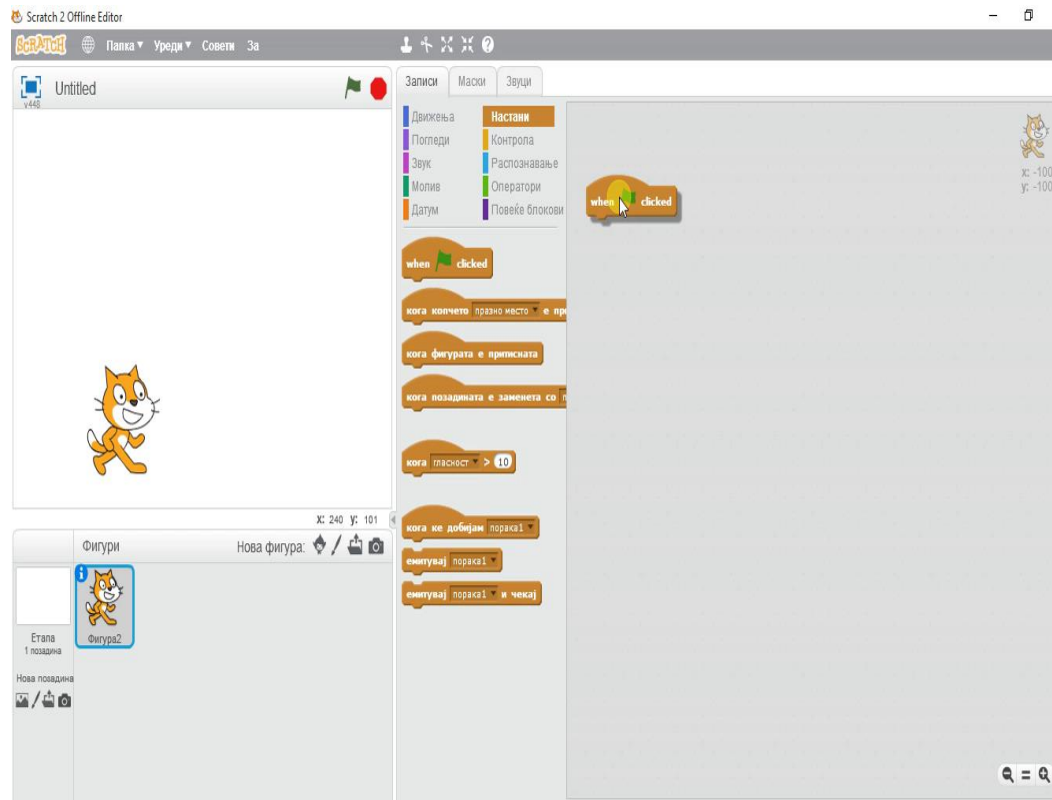 Scratch 2 Offline Editor
SCRATCH Папка Уреди Совети За
Untitled
v448
Записи Маски Звуци
Движења Настани
Погледи Контрола
Звук Распознавање
Молив Оператори
Датум Повеќе блокови
when clicked
кога копчето празно место е пр
кога фигурата е притисната
кога позадината е заменета со
кога гласност > 10
кога ке добијам порака1
емитувај порака1
емитувај порака1 и чекај
when clicked
x: -100
y: -100
X: 240 y: 101
Фигури Нова фигура:
Етапа
1 позадина
Фигура2
Нова позадина